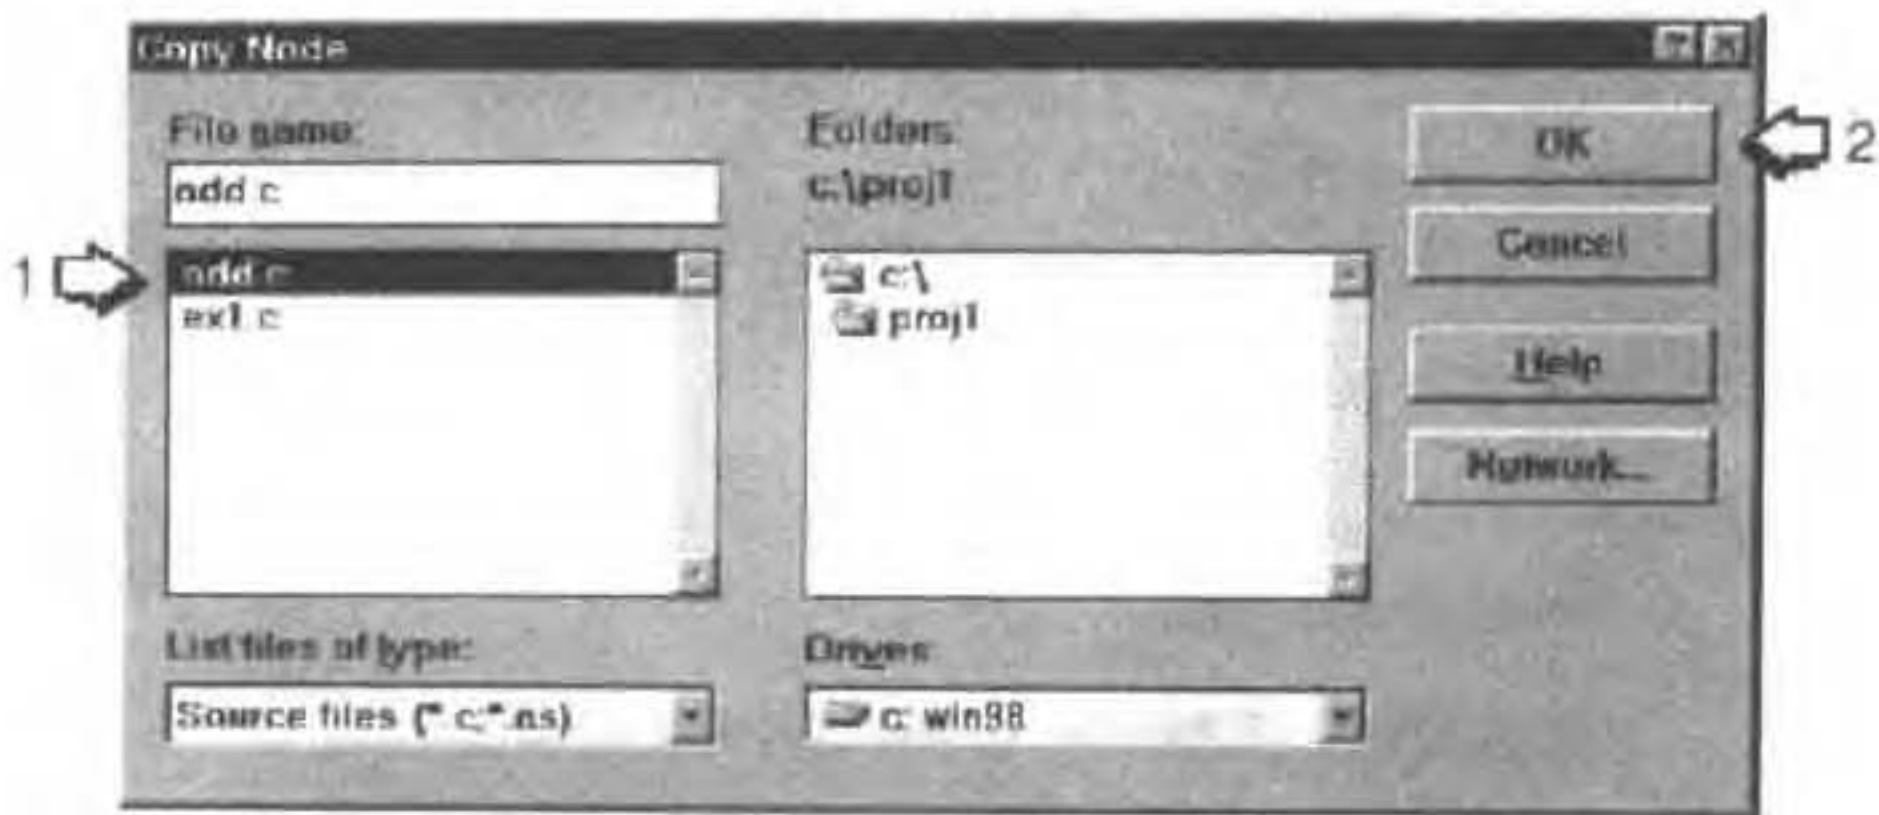 Copy Node
File name:
add c
1
add c
ex1 c
List files of type:
Source files (* c;*.ns)
Folders:
c:\proj1
c:\
proj1
Drives:
c: win98
OK
2
Cancel
Help
Network...